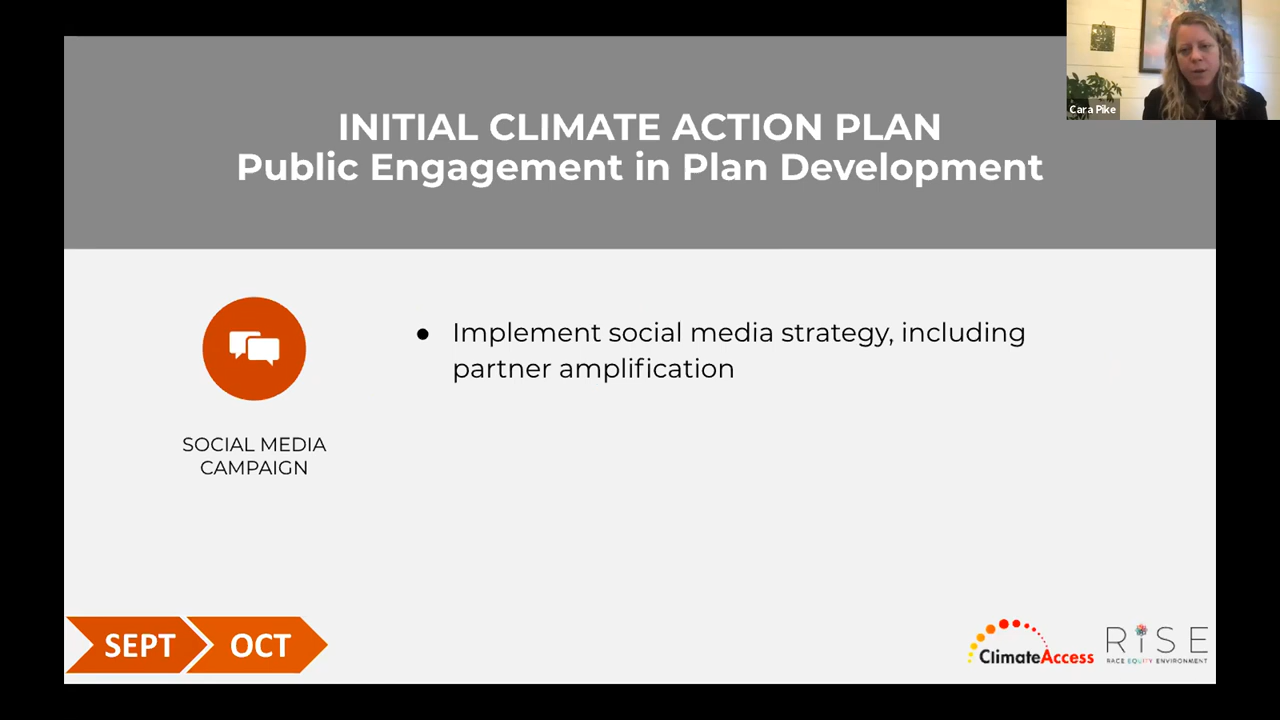 Cara Pike
INITIAL CLIMATE ACTION PLAN
Public Engagement in Plan Development
● Implement social media strategy, including
partner amplification
SOCIAL MEDIA
CAMPAIGN
SEPT
OCT
ClimateAccess
RiSE
RACE EQUITY ENVIRONMENT